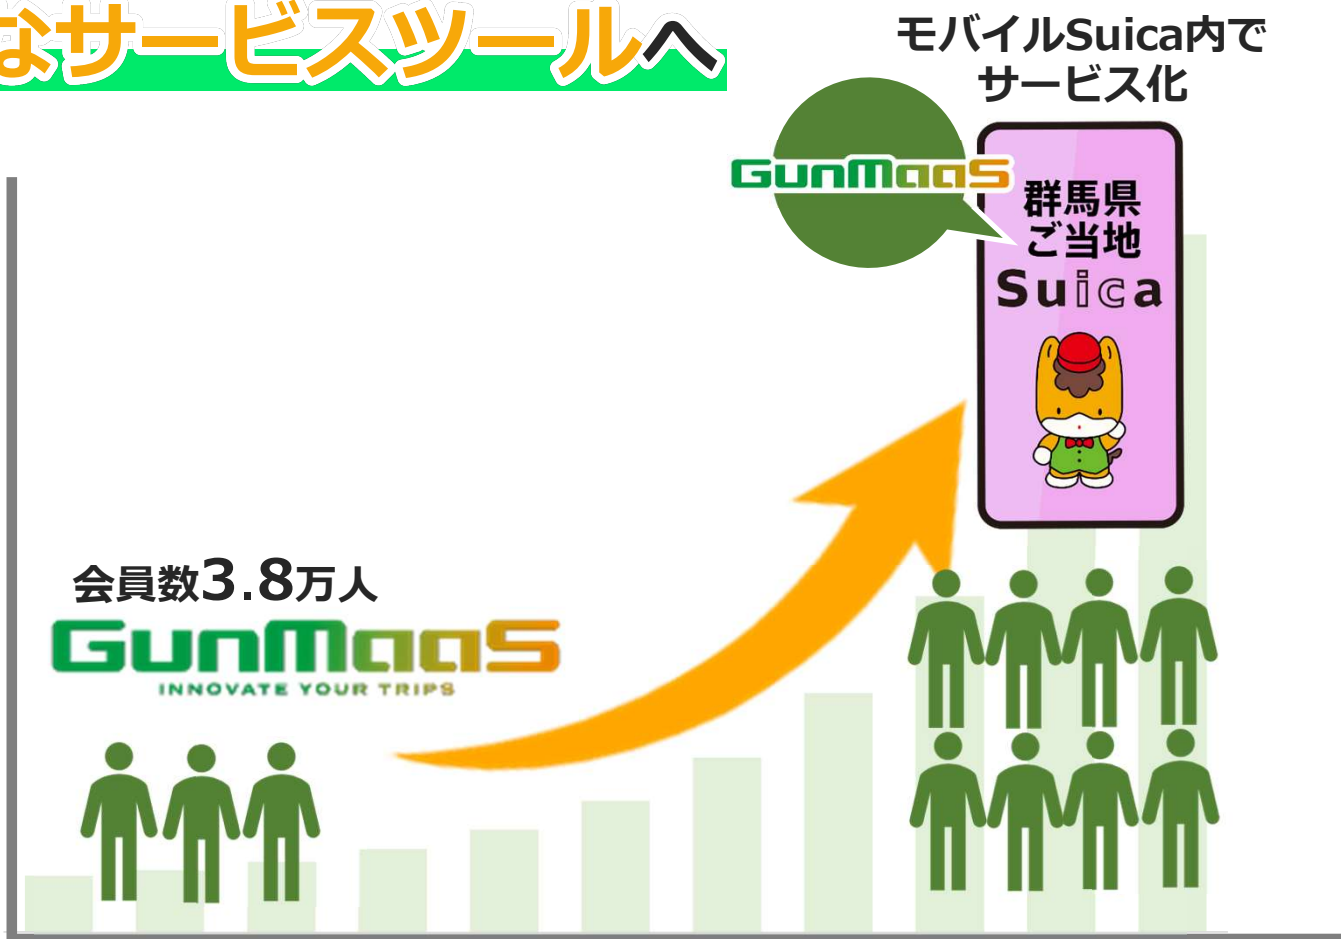 なサービスツールへ
モバイルSuica内で
サービス化
GunMaaS
群馬県
ご当地
Suica
会員数3.8万人
GunMaaS
INNOVATE YOUR TRIPS